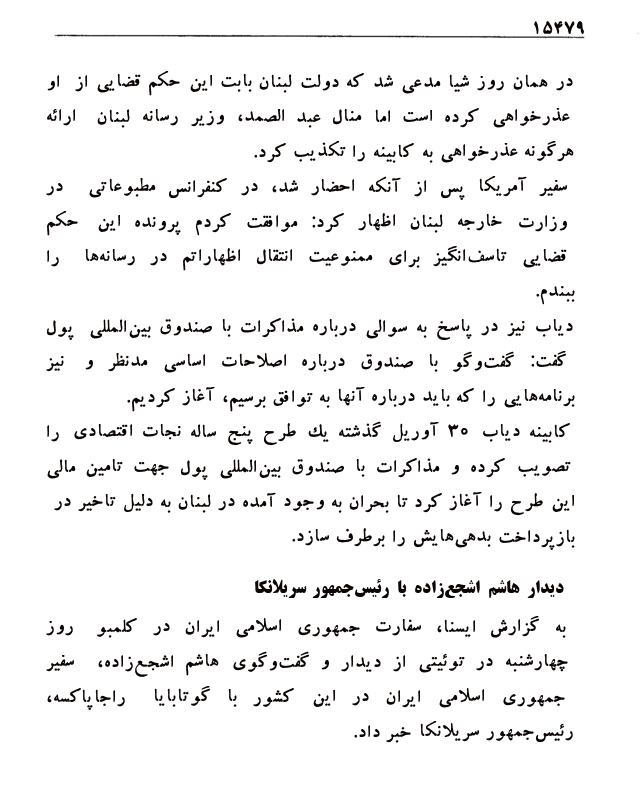 ۱۵۴۷۹
در همان روز شیا مدعی شد که دولت لبنان بابت این حکم قضایی از او
عذرخواهی کرده است اما منال عبد الصمد، وزیر رسانه لبنان ارائه
هرگونه عذرخواهی به کابینه را تکذیب کرد.
سفیر آمریکا پس از آنکه احضار شد، در کنفرانس مطبوعاتی در
وزارت خارجه لبنان اظهار کرد: موافقت کردم پرونده این حکم
قضایی تاسف‌انگیز برای ممنوعیت انتقال اظهاراتم در رسانه‌ها را
ببندم.
دیاب نیز در پاسخ به سوالی درباره مذاکرات با صندوق بین‌المللی پول
گفت: گفت‌وگو با صندوق درباره اصلاحات اساسی مدنظر و نیز
برنامه‌هایی را که باید درباره آنها به توافق برسیم، آغاز کردیم.
کابینه دیاب ۳۰ آوریل گذشته یك طرح پنج ساله نجات اقتصادی را
تصویب کرده و مذاکرات با صندوق بین‌المللی پول جهت تامین مالی
این طرح را آغاز کرد تا بحران به وجود آمده در لبنان به دلیل تاخیر در
بازپرداخت بدهی‌هایش را برطرف سازد.
دیدار هاشم اشجع‌زاده با رئیس‌جمهور سریلانکا
به گزارش ایسنا، سفارت جمهوری اسلامی ایران در کلمبو روز
چهارشنبه در توئیتی از دیدار و گفت‌وگوی هاشم اشجع‌زاده، سفیر
جمهوری اسلامی ایران در این کشور با گوتابایا راجاپاکسه،
رئیس‌جمهور سریلانکا خبر داد.